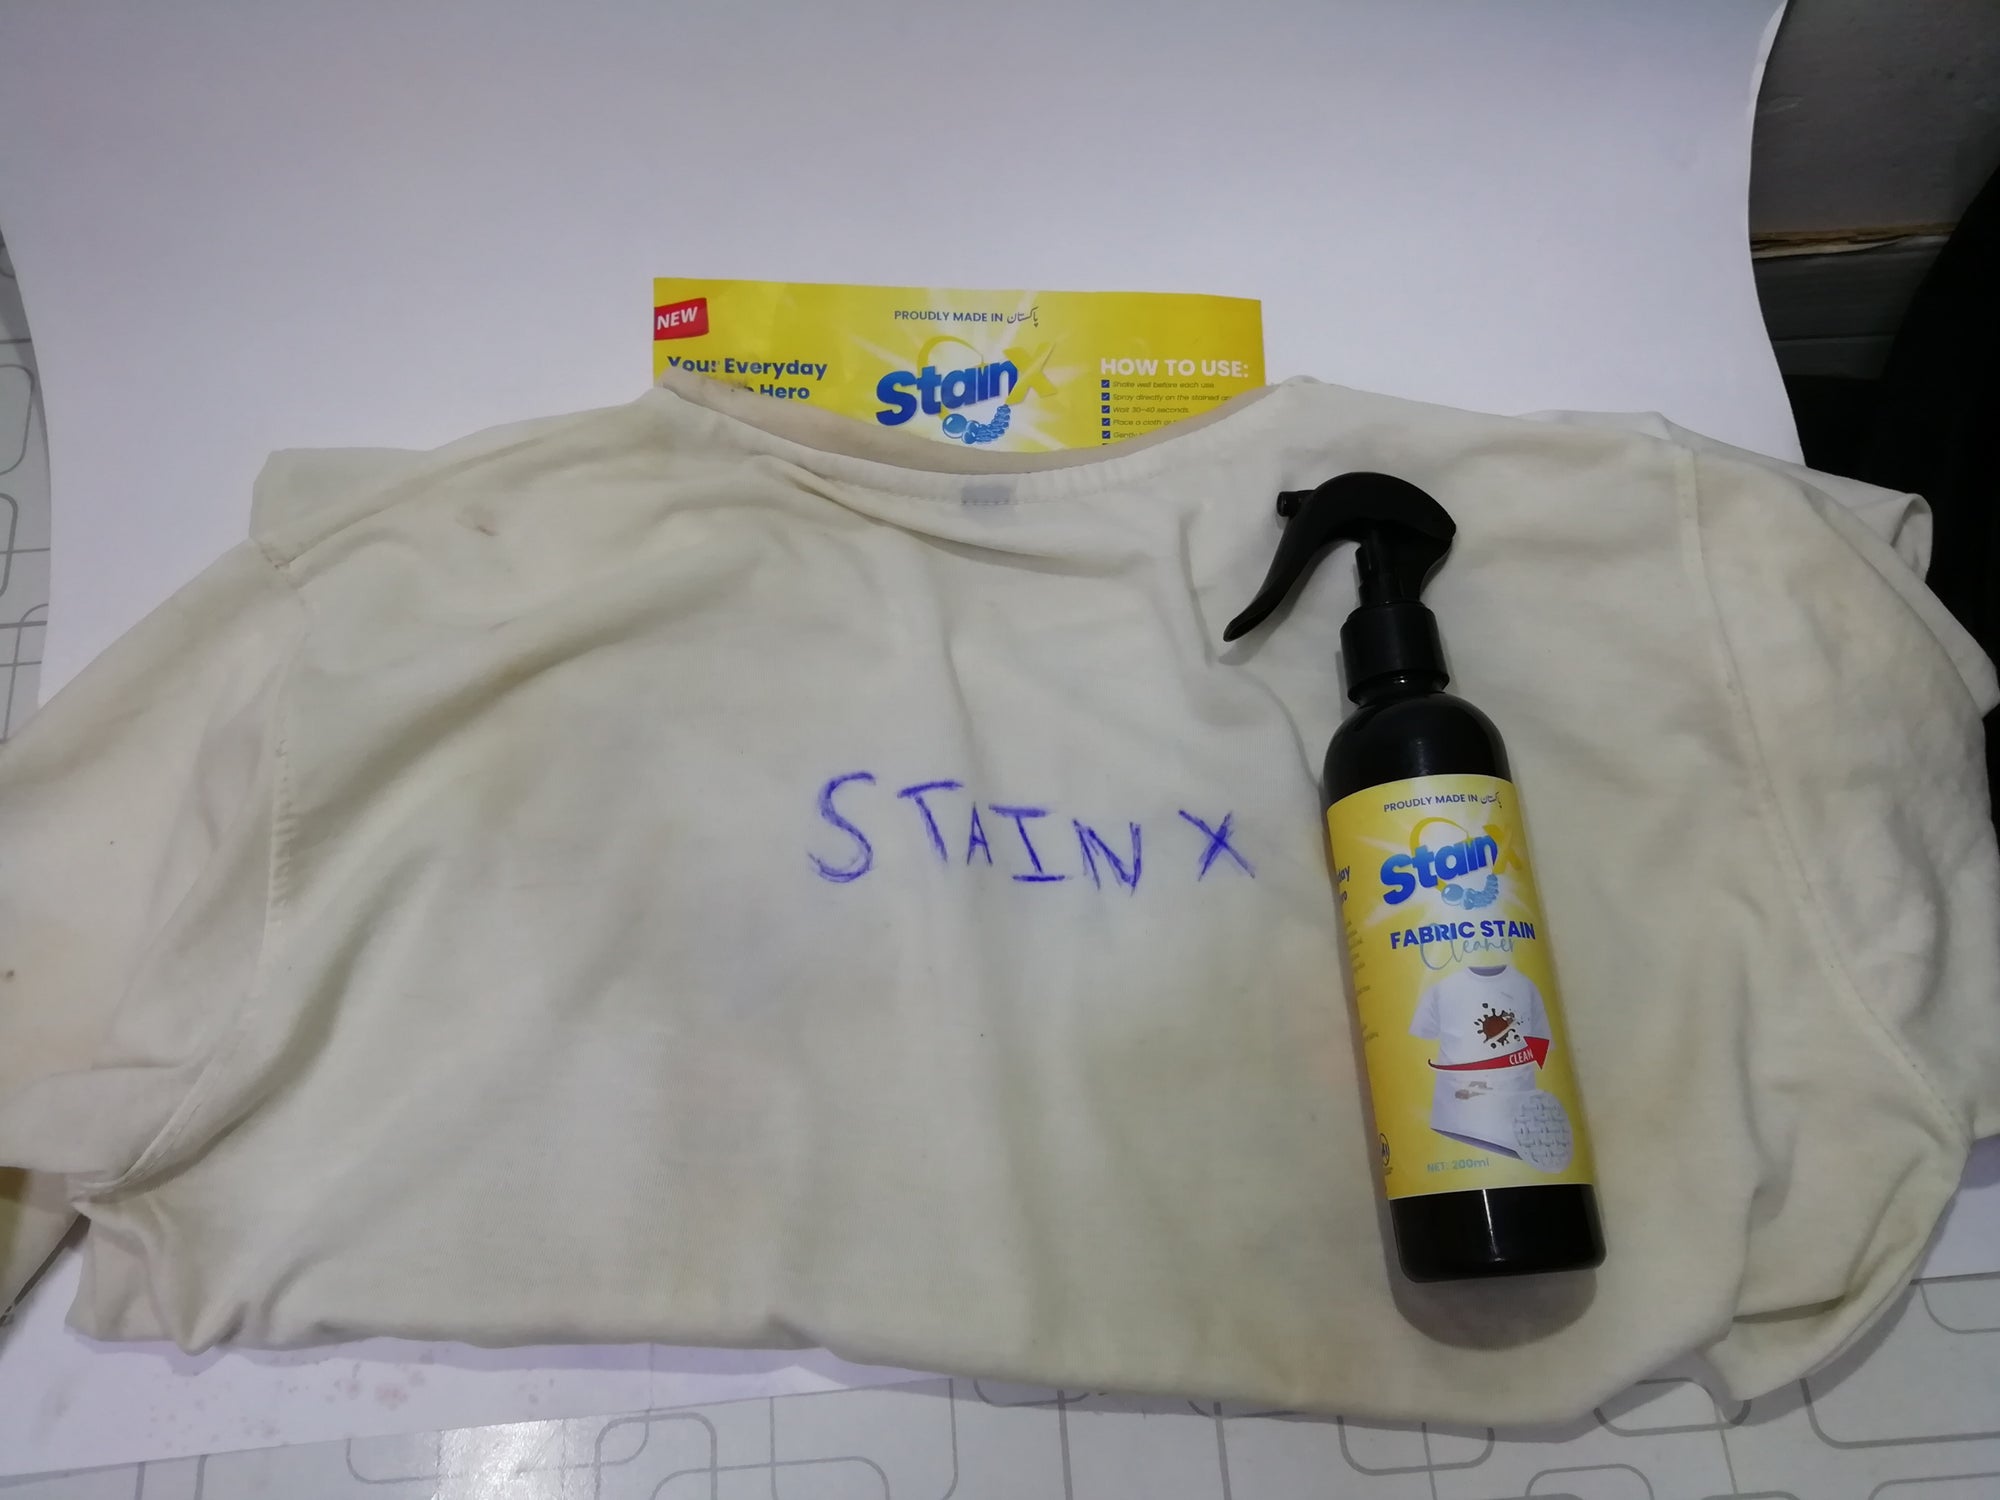 NEW
PROUDLY MADE IN پاکستان
Your Everyday
Hero
StainX
HOW TO USE:
Shake well before each use.
Spray directly on the stained
Wait 30-40 seconds.
Place a cloth or
Gently
STAIN X
PROUDLY MADE IN پاکستان
StainX
FABRIC STAIN
Cleaner
CLEAN
NET: 200ml